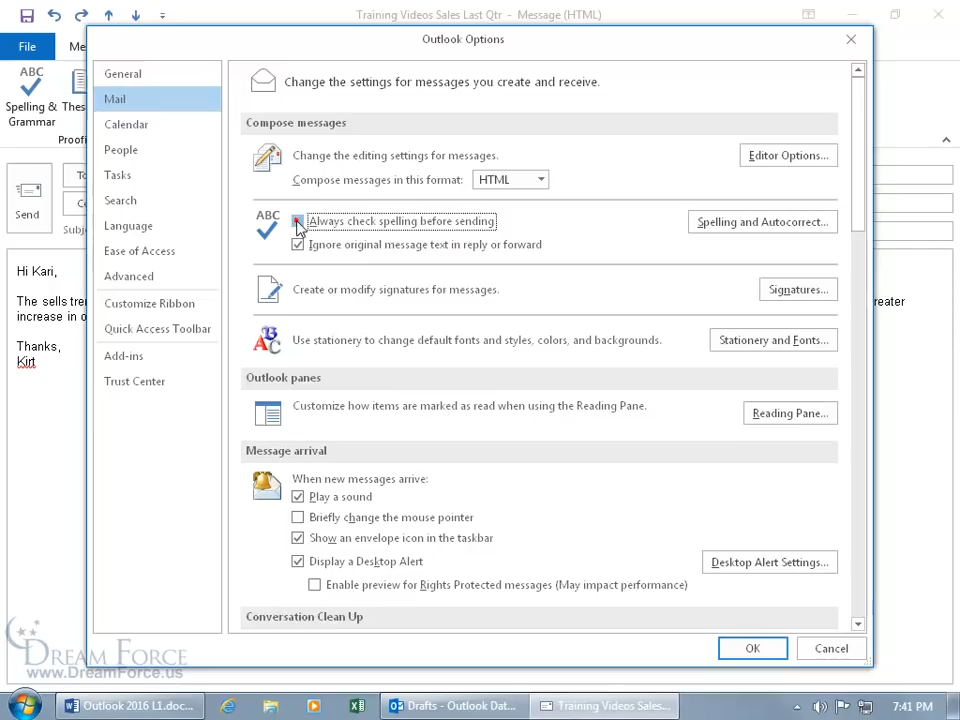 Training Videos Sales Last Qtr - Message (HTML)
File
Me
ABC
Spelling &
Grammar
Thes
Proofi
Send
Subje
Hi Kari,
The sells tre
reater
increase in o
Thanks,
Kirt
Outlook Options
General
Mail
Calendar
People
Tasks
Search
Language
Ease of Access
Advanced
Customize Ribbon
Quick Access Toolbar
Add-ins
Trust Center
Change the settings for messages you create and receive.
Compose messages
Change the editing settings for messages.
Editor Options...
Compose messages in this format:
HTML
ABC
Always check spelling before sending
Spelling and Autocorrect...
Ignore original message text in reply or forward
Create or modify signatures for messages.
Signatures...
Use stationery to change default fonts and styles, colors, and backgrounds.
Stationery and Fonts...
Outlook panes
Customize how items are marked as read when using the Reading Pane.
Reading Pane...
Message arrival
When new messages arrive:
Play a sound
Briefly change the mouse pointer
Show an envelope icon in the taskbar
Display a Desktop Alert
Desktop Alert Settings...
Enable preview for Rights Protected messages (May impact performance)
Conversation Clean Up
OK
Cancel
DREAM FORCE
www.DreamForce.us
Outlook 2016 L1.doc...
Drafts - Outlook Dat...
Training Videos Sales...
7:41 PM